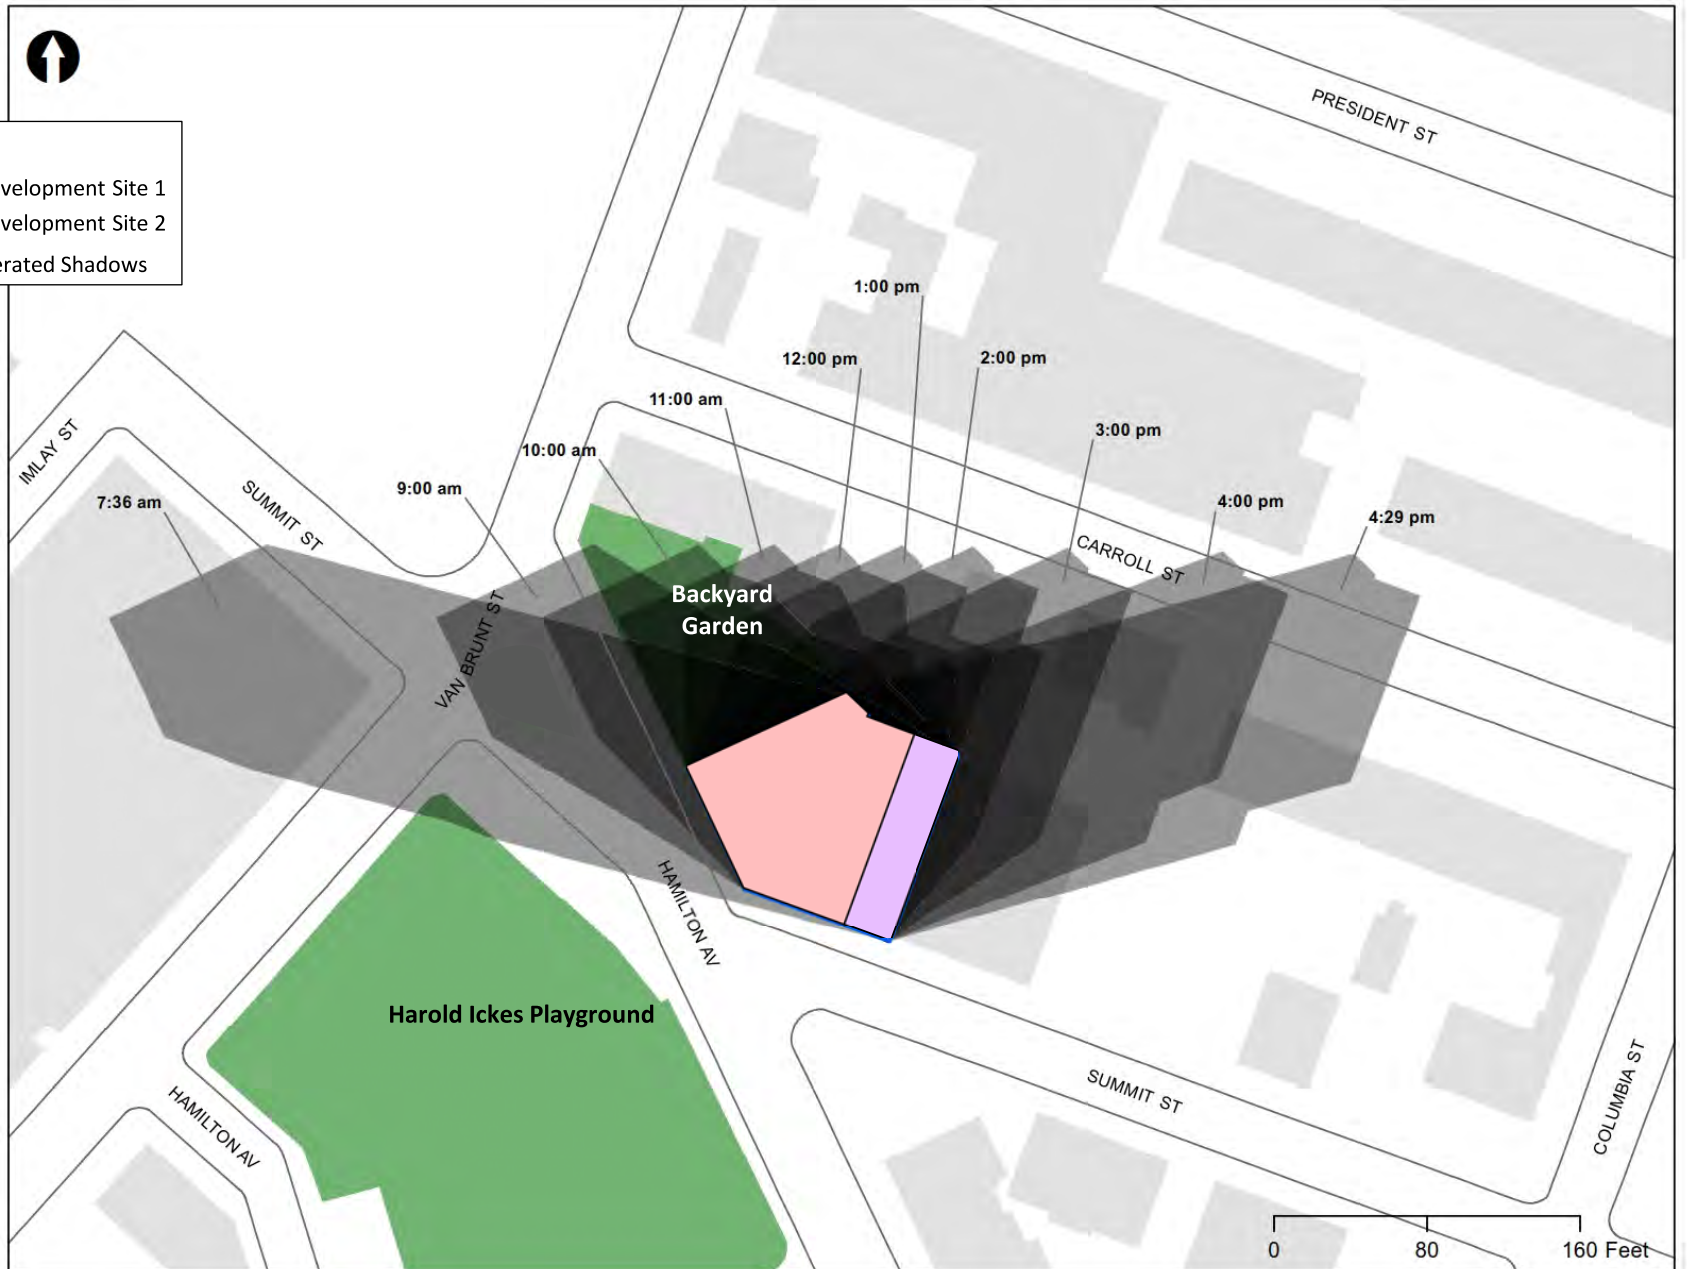 PRESIDENT ST
velopment Site 1
velopment Site 2
erated Shadows
1:00 pm
12:00 pm
2:00 pm
11:00 am
3:00 pm
10:00 am
IMLAY ST
SUMMIT ST
9:00 am
7:36 am
4:00 pm
4:29 pm
CARROLL ST
Backyard
Garden
VAN BRUNT ST
HAMILTON AV
Harold Ickes Playground
HAMILTON AV
SUMMIT ST
COLUMBIA ST
0 80 160 Feet